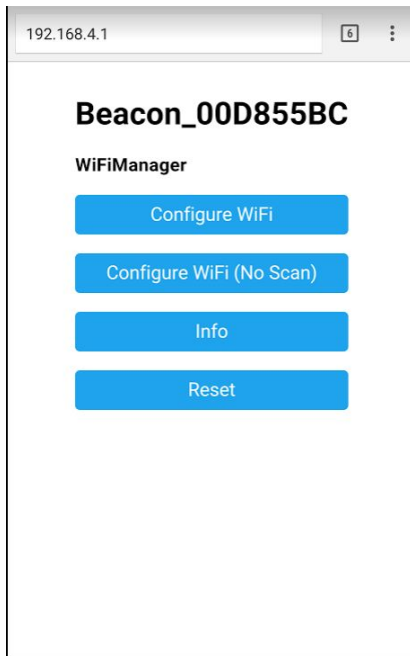 192.168.4.1
6
Beacon_00D855BC
WiFiManager
Configure WiFi
Configure WiFi (No Scan)
Info
Reset